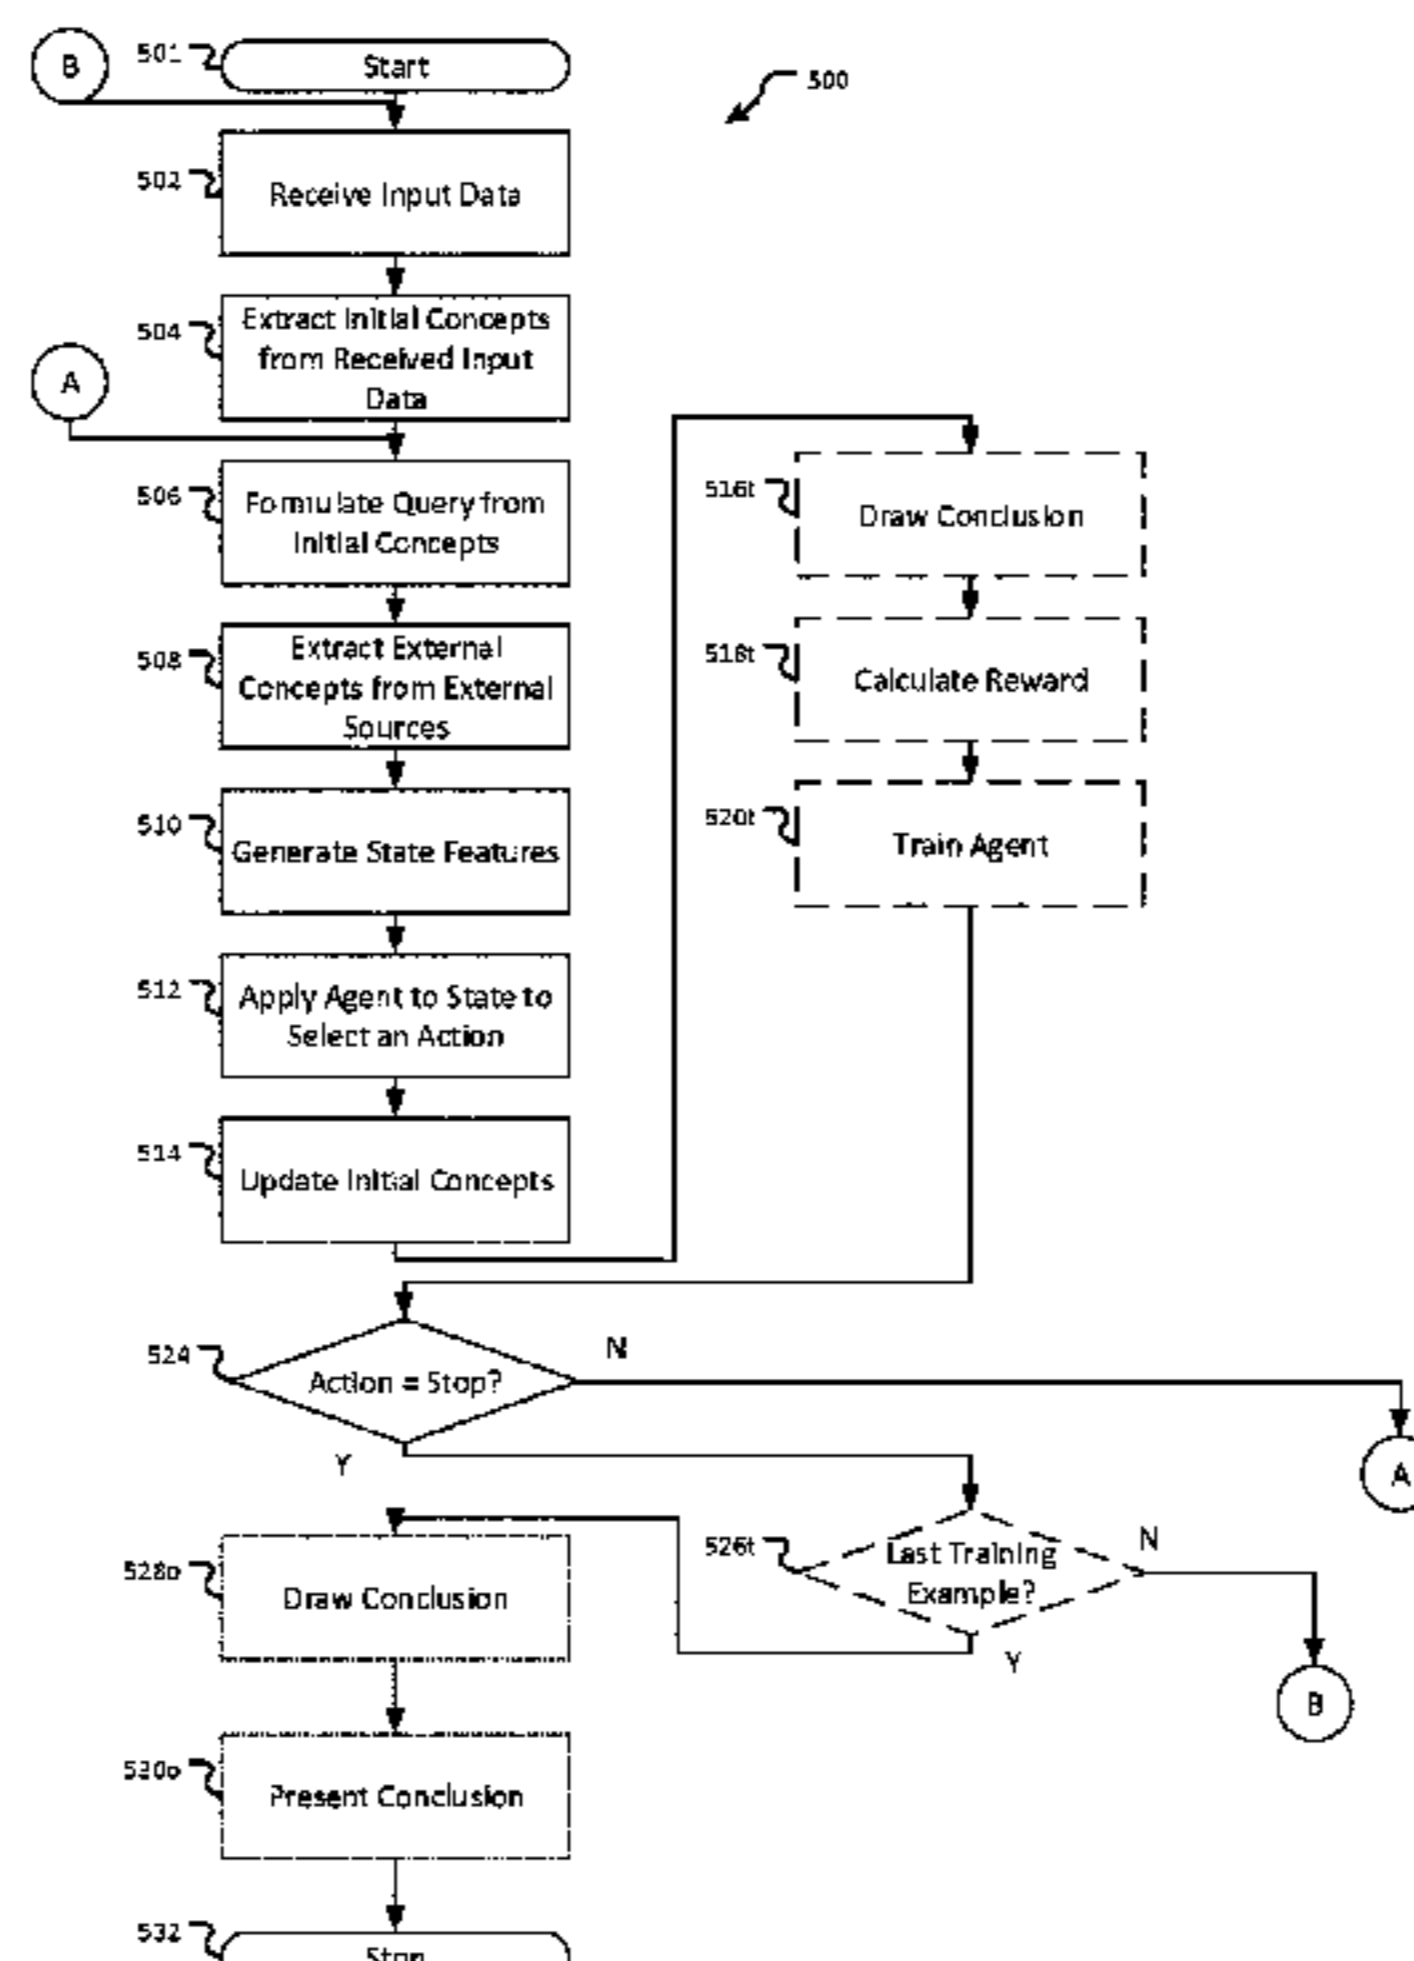 B
501
Start
500
502
Receive Input Data
504
Extract Initial Concepts
from Received Input
Data
A
506
Formulate Query from
Initial Concepts
516t
Draw Conclusion
508
Extract External
Concepts from External
Sources
518t
Calculate Reward
510
Generate State Features
520t
Train Agent
512
Apply Agent to State to
Select an Action
514
Update Initial Concepts
524
Action = Stop?
N
A
Y
526t
Last Training
Example?
N
Y
B
528o
Draw Conclusion
530o
Present Conclusion
532
Stop